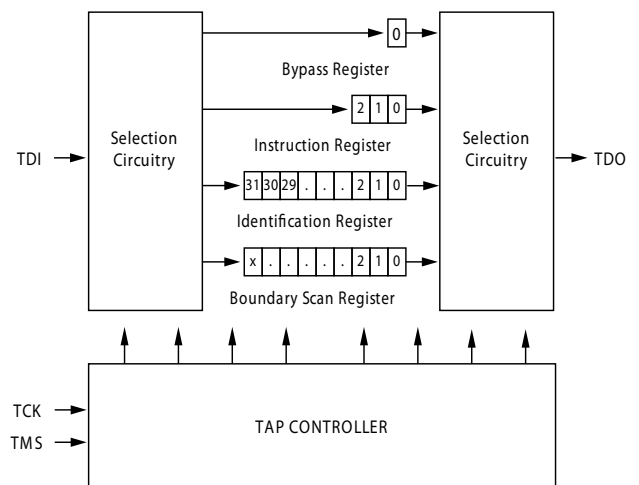 0
Bypass Register
2 1 0
Selection
Circuitry
Instruction Register
Selection
Circuitry
TDI
TDO
31 30 29 . . . 2 1 0
Identification Register
x . . . . . 2 1 0
Boundary Scan Register
TCK
TMS
TAP CONTROLLER